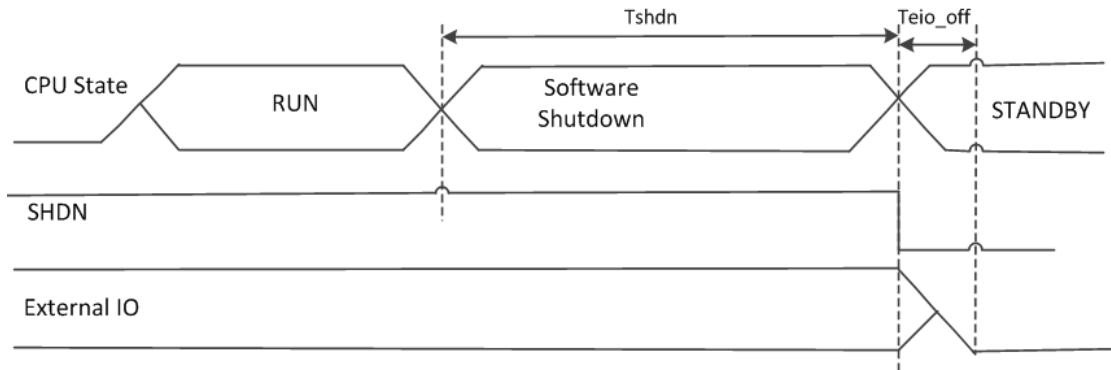 Tshdn
Teio_off
CPU State
RUN
Software
Shutdown
STANDBY
SHDN
External IO